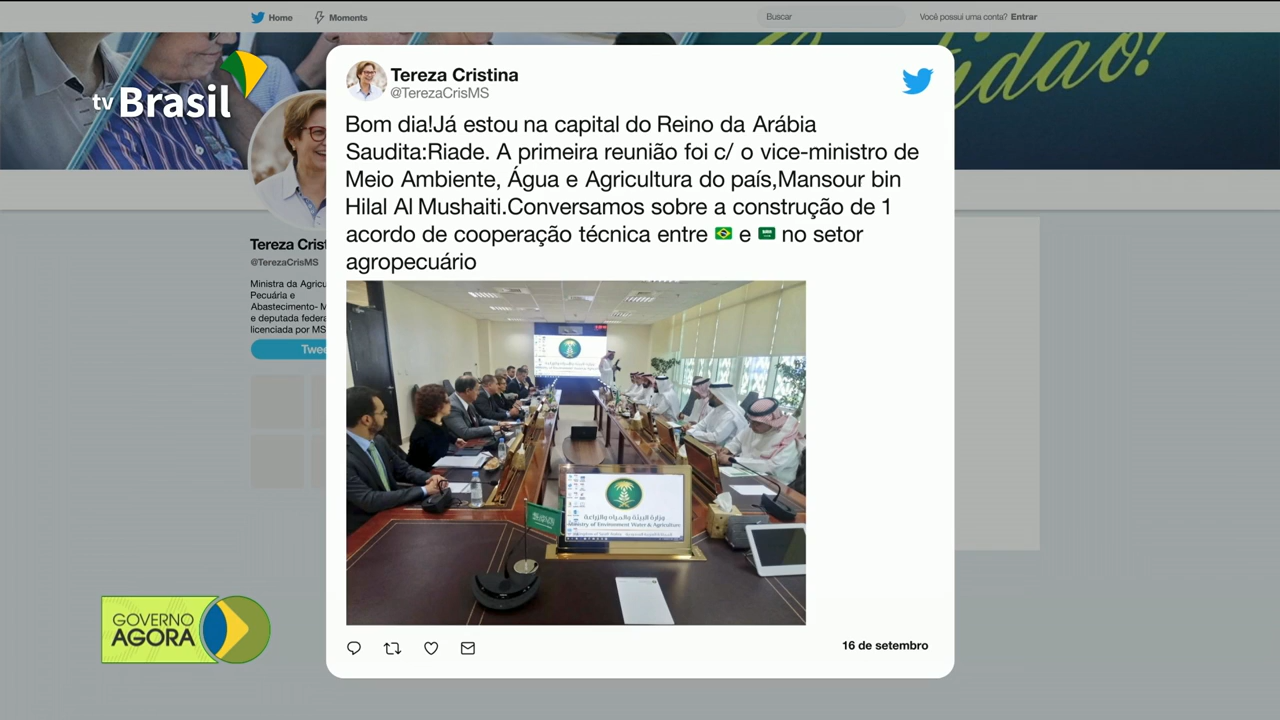 Home
Moments
Buscar
Você possui uma conta? Entrar
tv Brasil
Tereza Cristina
@TerezaCrisMS
Bom dia!Já estou na capital do Reino da Arábia
Saudita:Riade. A primeira reunião foi c/ o vice-ministro de
Meio Ambiente, Água e Agricultura do país,Mansour bin
Hilal Al Mushaiti.Conversamos sobre a construção de 1
acordo de cooperação técnica entre 🇧🇷 e 🇸🇦 no setor
agropecuário
Tereza Crist
@TerezaCrisMS
Ministra da Agricu
Pecuária e
Abastecimento- M
e deputada federa
licenciada por MS
Twee
وزارة البيئة والمياه والزراعة
Ministry of Environment Water & Agriculture
GOVERNO
AGORA
16 de setembro